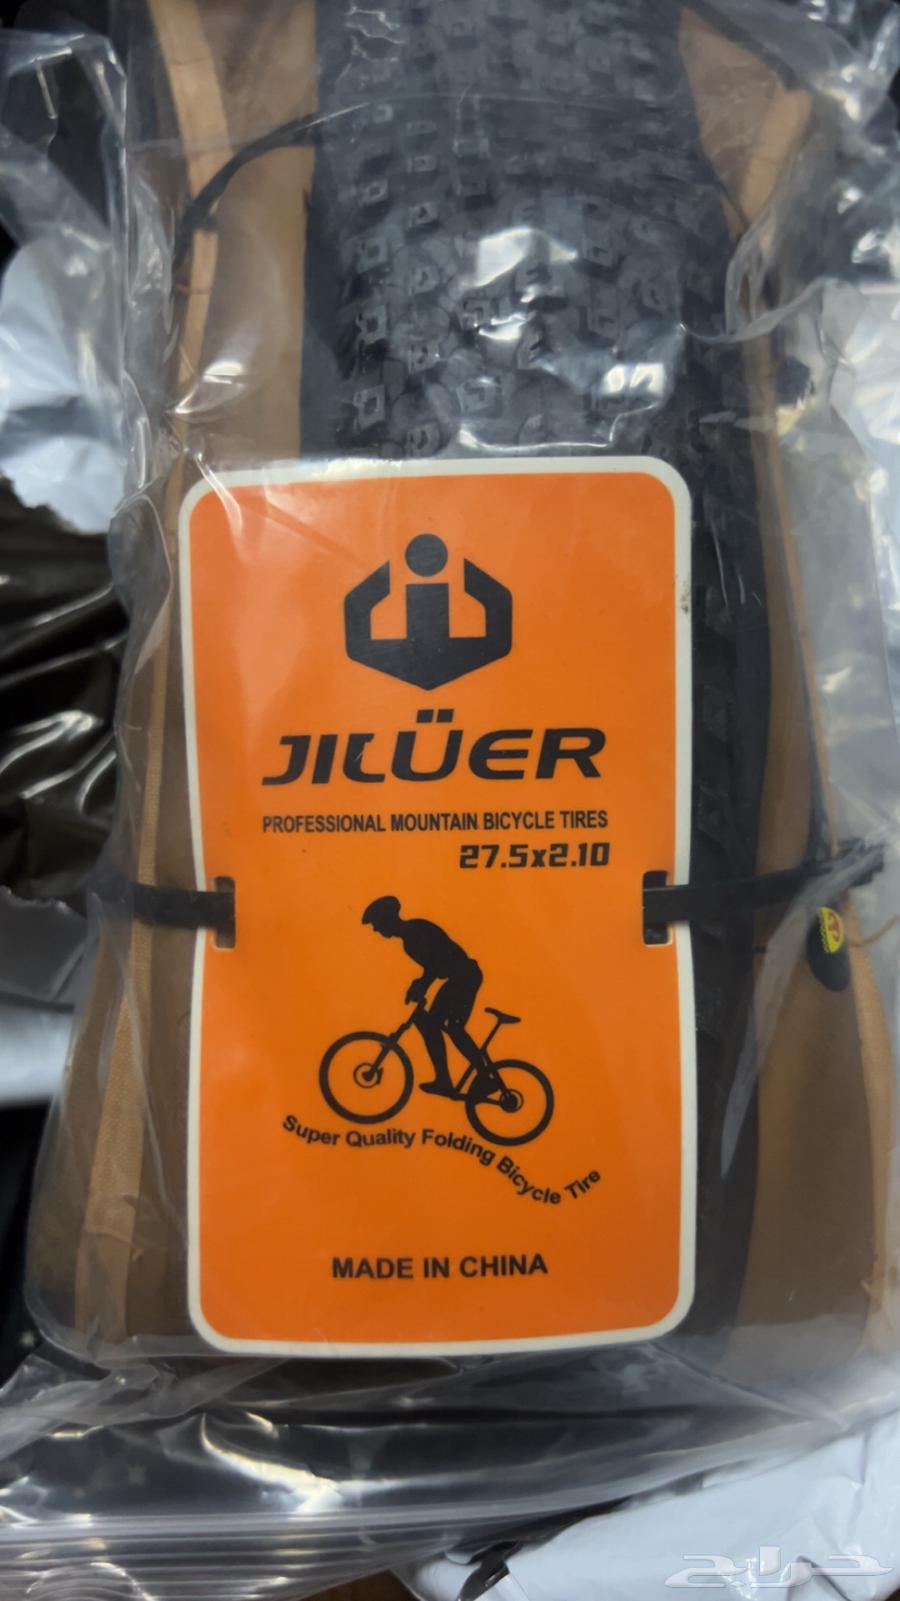 JILÜER
PROFESSIONAL MOUNTAIN BICYCLE TIRES
27.5x2.10
Super Quality Folding Bicycle Tire
MADE IN CHINA
حراج